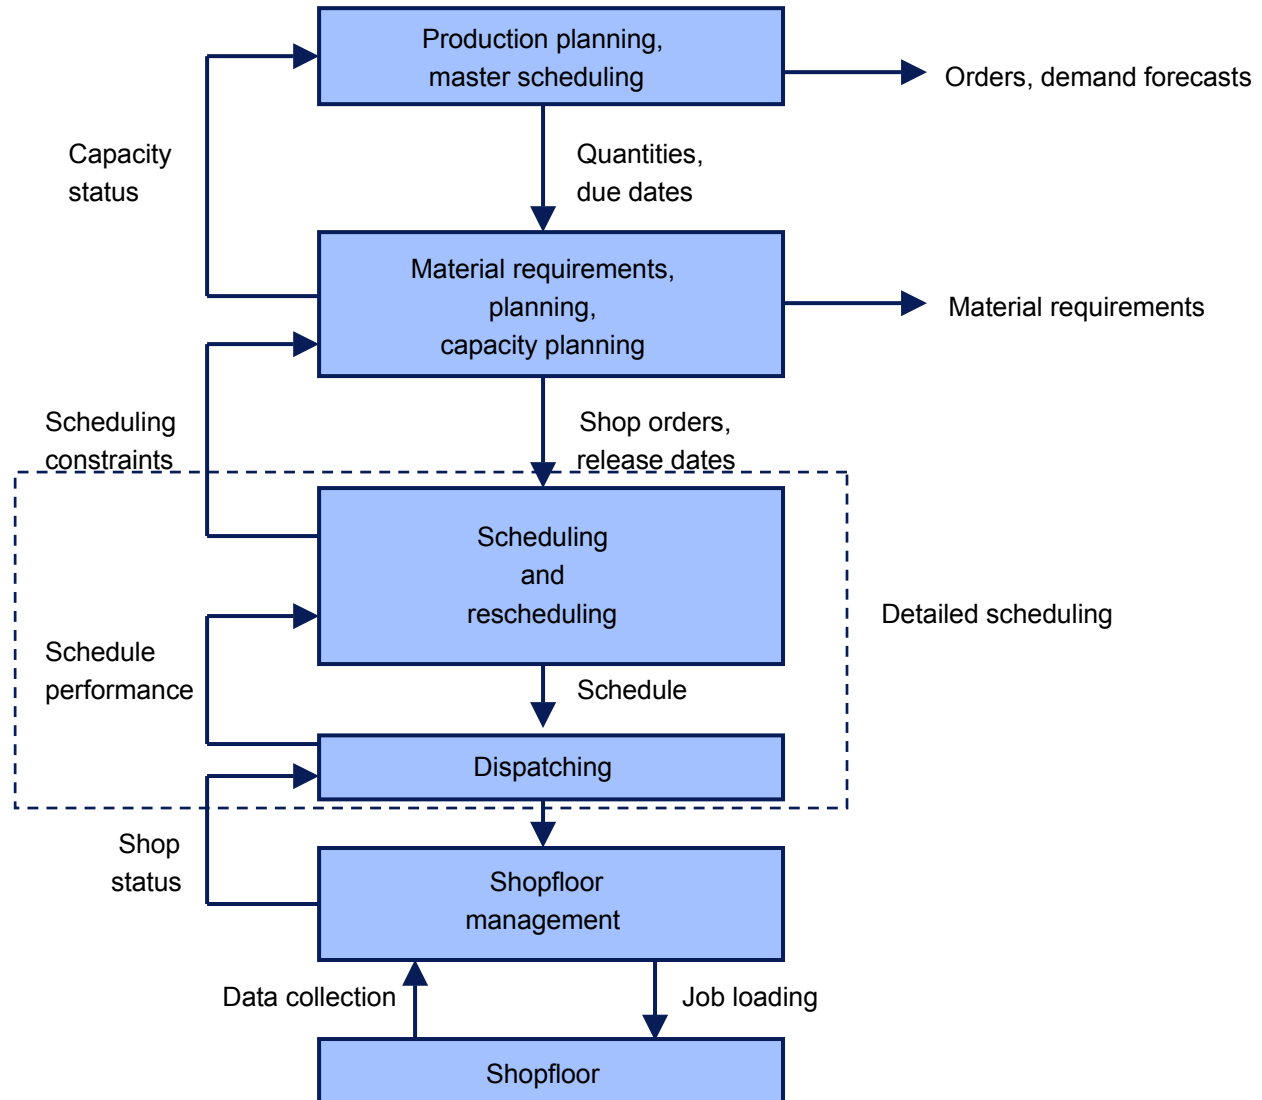 Production planning,
master scheduling
Orders, demand forecasts
Capacity
status
Quantities,
due dates
Material requirements,
planning,
capacity planning
Material requirements
Scheduling
constraints
Shop orders,
release dates
Scheduling
and
rescheduling
Detailed scheduling
Schedule
performance
Schedule
Dispatching
Shop
status
Shopfloor
management
Data collection
Job loading
Shopfloor